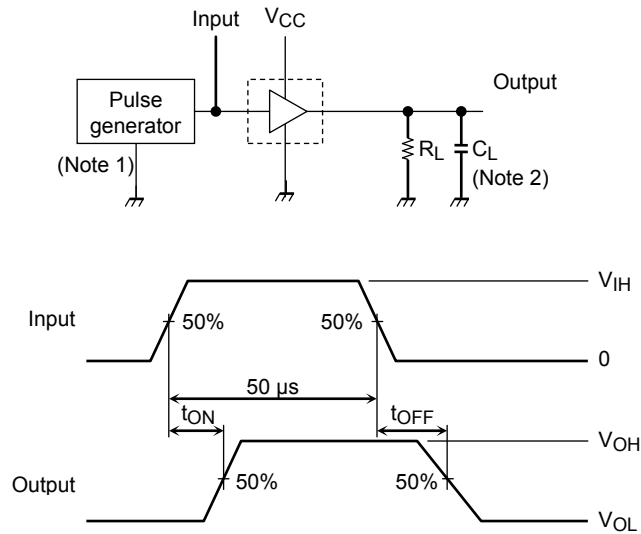 Input
VCC
Output
Pulse
generator
(Note 1)
RL
CL
(Note 2)
VIH
Input
50%
50%
0
50 µs
tON
tOFF
VOH
Output
50%
50%
VOL